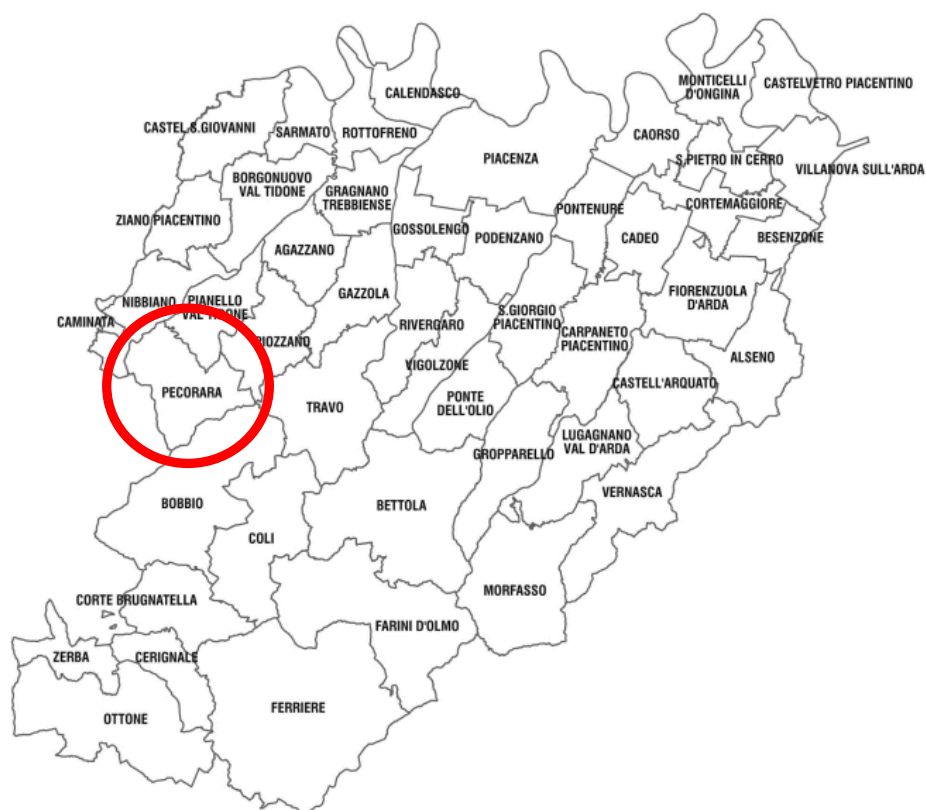 MONTICELLI
D'ONGINA
CASTELVETRO PIACENTINO
CALENDASCO
CASTEL S.GIOVANNI
SARMATO
ROTTOFRENO
CAORSO
PIACENZA
S.PIETRO IN CERRO
VILLANOVA SULL'ARDA
BORGONUOVO
VAL TIDONE
GRAGNANO
TREBBIENSE
CORTEMAGGIORE
ZIANO PIACENTINO
PONTENURE
GOSSOLENGO
PODENZANO
CADEO
BESENZONE
AGAZZANO
GAZZOLA
FIORENZUOLA
D'ARDA
NIBBIANO
PIANELLO
VAL TIDONE
S.GIORGIO
PIACENTINO
CAMINATA
RIVERGARO
CARPANETO
PIACENTINO
PIOZZANO
ALSENO
VIGOLZONE
CASTELL'ARQUATO
PECORARA
PONTE
DELL'OLIO
TRAVO
LUGAGNANO
VAL D'ARDA
GROPPARELLO
VERNASCA
BOBBIO
BETTOLA
COLI
MORFASSO
CORTE BRUGNATELLA
FARINI D'OLMO
ZERBA
CERIGNALE
FERRIERE
OTTONE